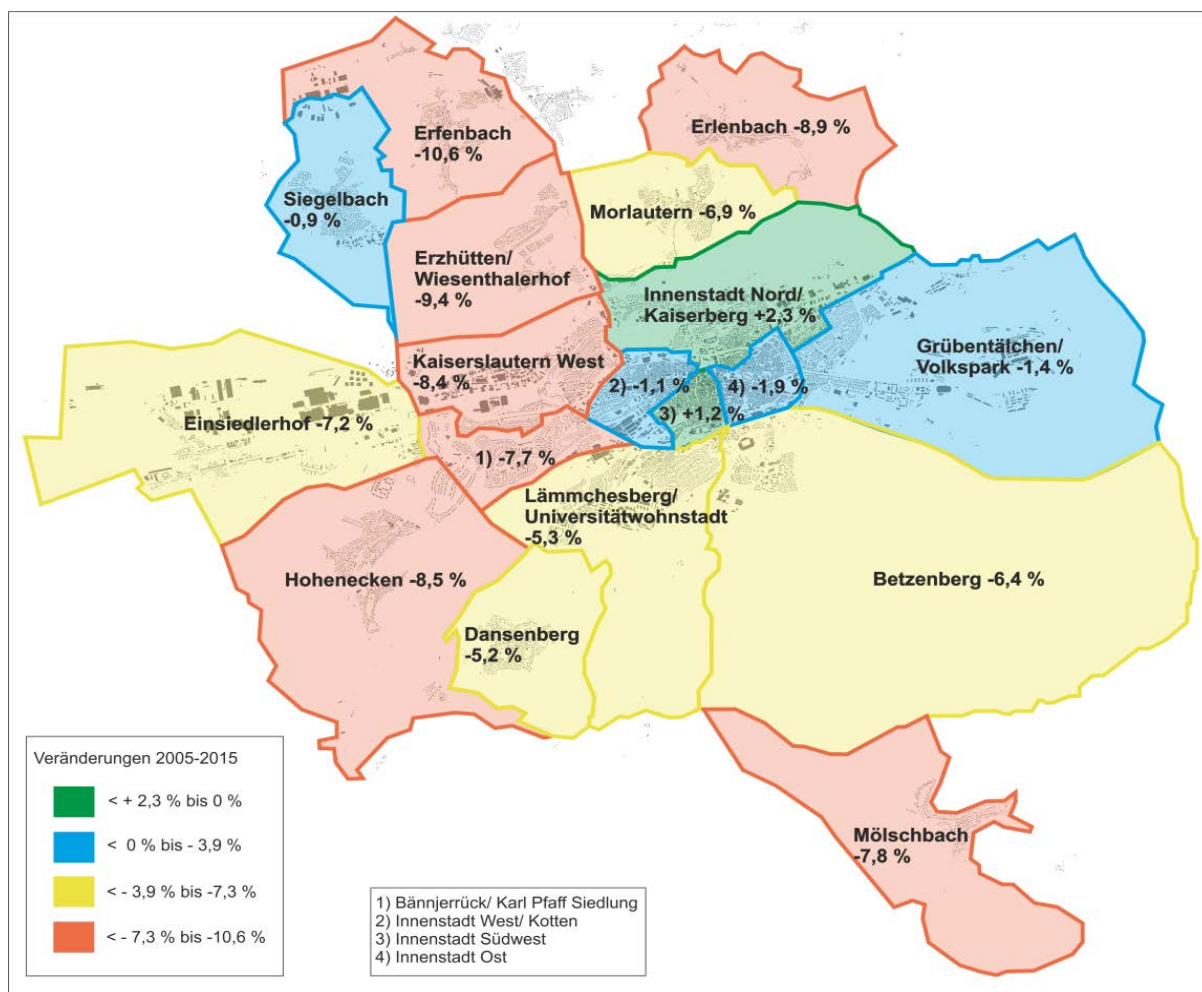 Erfenbach
-10,6 %
Erlenbach -8,9 %
Siegelbach
-0,9 %
Morlautern -6,9 %
Erzhütten/
Wiesenthalerhof
-9,4 %
Innenstadt Nord/
Kaiserberg +2,3 %
Grübentälchen/
Volkspark -1,4 %
Kaiserslautern West
-8,4 %
2) -1,1 %
4) -1,9 %
3) +1,2 %
Einsiedlerhof -7,2 %
1) -7,7 %
Lämmchesberg/
Universitätwohnstadt
-5,3 %
Hohenecken -8,5 %
Betzenberg -6,4 %
Dansenberg
-5,2 %
Mölschbach
-7,8 %
Veränderungen 2005-2015
< + 2,3 % bis 0 %
< 0 % bis - 3,9 %
< - 3,9 % bis -7,3 %
< - 7,3 % bis -10,6 %
1) Bännjerrück/ Karl Pfaff Siedlung
2) Innenstadt West/ Kotten
3) Innenstadt Südwest
4) Innenstadt Ost